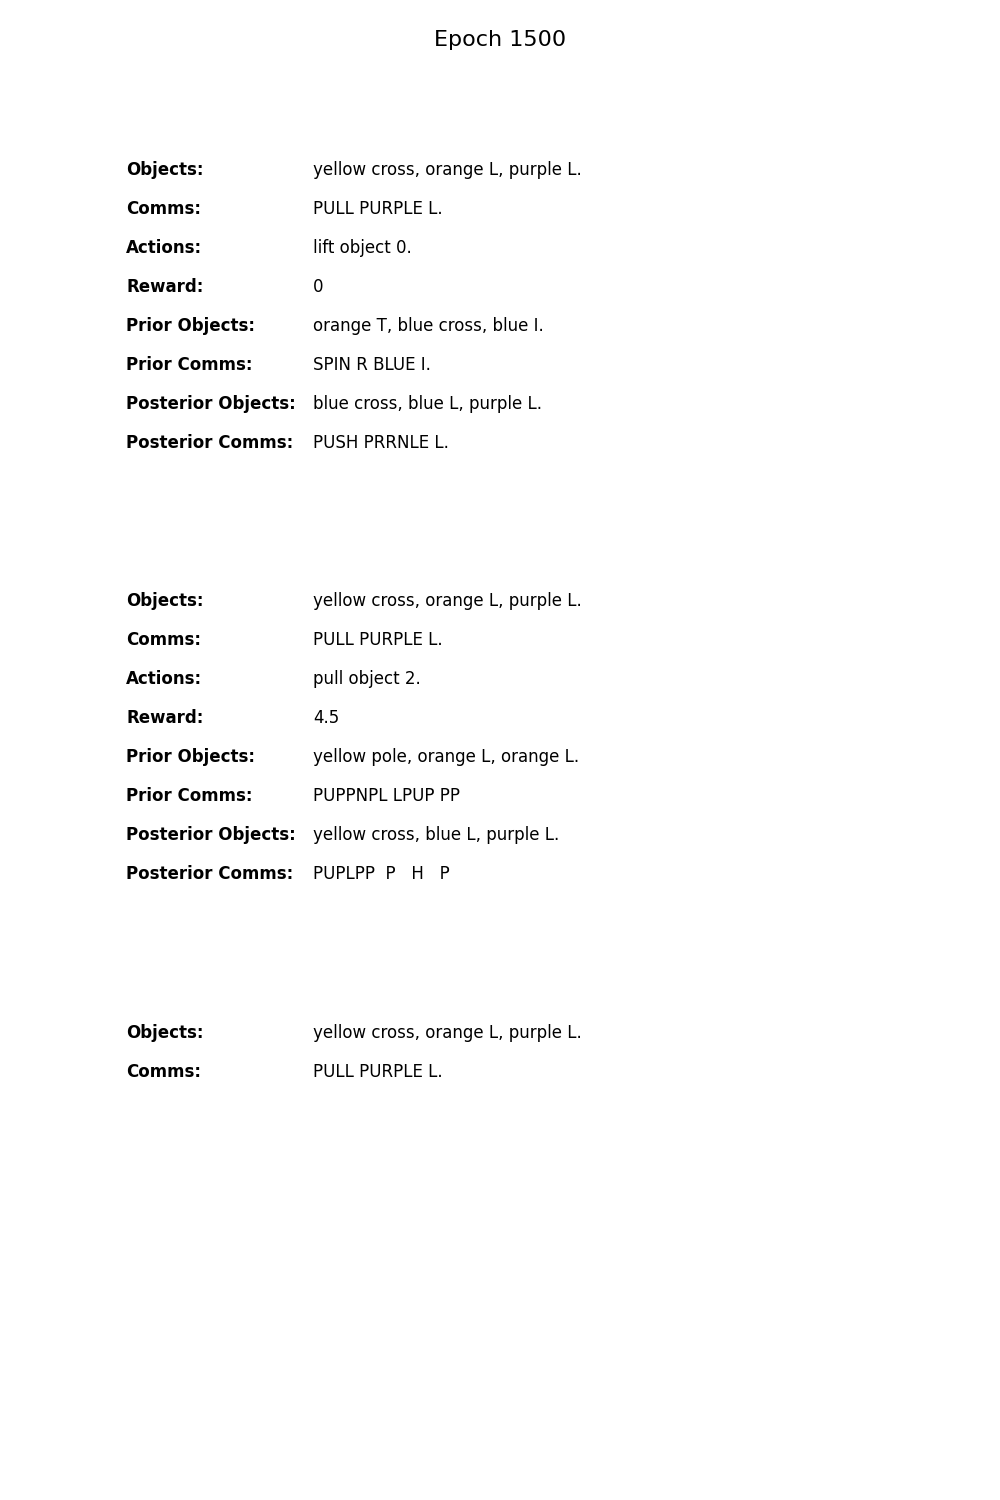 Epoch 1500
Objects: yellow cross, orange L, purple L.
Comms: PULL PURPLE L.
Actions: lift object 0.
Reward: 0
Prior Objects: orange T, blue cross, blue I.
Prior Comms: SPIN R BLUE I.
Posterior Objects: blue cross, blue L, purple L.
Posterior Comms: PUSH PRRNLE L.
Objects: yellow cross, orange L, purple L.
Comms: PULL PURPLE L.
Actions: pull object 2.
Reward: 4.5
Prior Objects: yellow pole, orange L, orange L.
Prior Comms: PUPPNPL LPUP PP
Posterior Objects: yellow cross, blue L, purple L.
Posterior Comms: PUPLPP  P   H   P
Objects: yellow cross, orange L, purple L.
Comms: PULL PURPLE L.